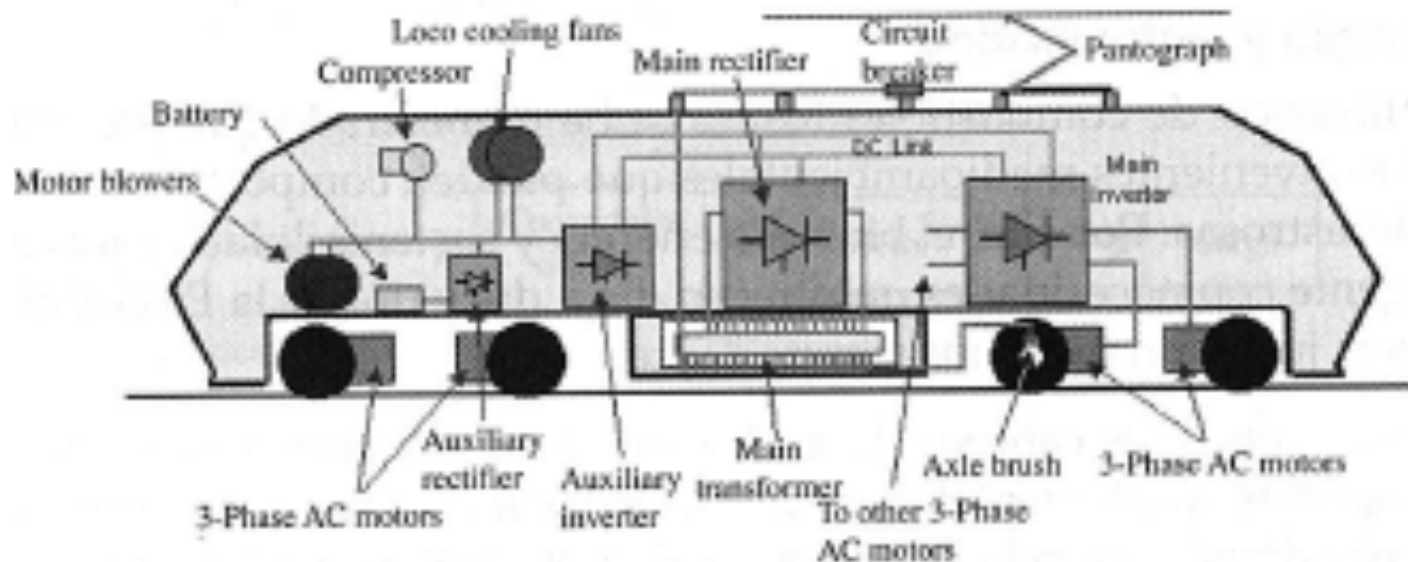 Loco cooling fans
Circuit
breaker
Pantograph
Compressor
Main rectifier
Battery
DC Link
Motor blowers
Main
Inverter
Auxiliary
rectifier
Auxiliary
inverter
Main
transformer
Axle brush
3-Phase AC motors
3-Phase AC motors
To other 3-Phase
AC motors